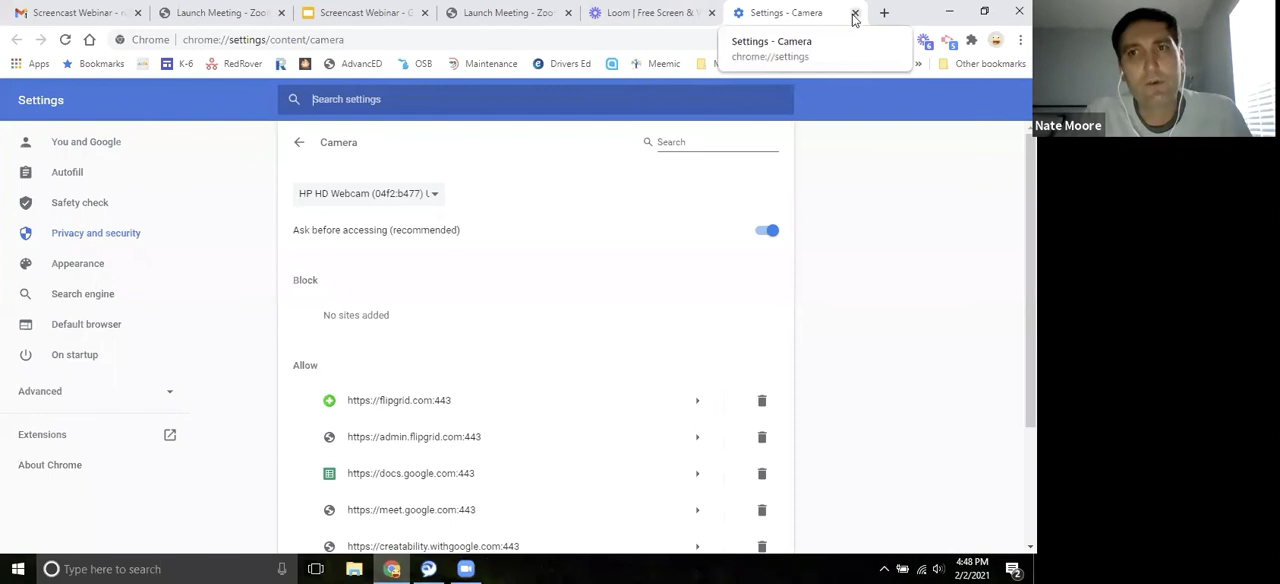 Screencast Webinar - r
Launch Meeting - Zoo
Screencast Webinar - G
Launch Meeting - Zoo
Loom | Free Screen & V
Settings - Camera
Chrome | chrome://settings/content/camera
Settings - Camera
chrome://settings
6
5
Apps
Bookmarks
K-6
RedRover
AdvancED
OSB
Maintenance
Drivers Ed
Meemic
»
Other bookmarks
Settings
Search settings
Nate Moore
You and Google
Autofill
Safety check
Privacy and security
Appearance
Search engine
Default browser
On startup
Advanced
Extensions
About Chrome
Camera
Search
HP HD Webcam (04f2:b477) U
Ask before accessing (recommended)
Block
No sites added
Allow
https://flipgrid.com:443
https://admin.flipgrid.com:443
https://docs.google.com:443
https://meet.google.com:443
https://creatability.withgoogle.com:443
Type here to search
4:48 PM
2/2/2021
2